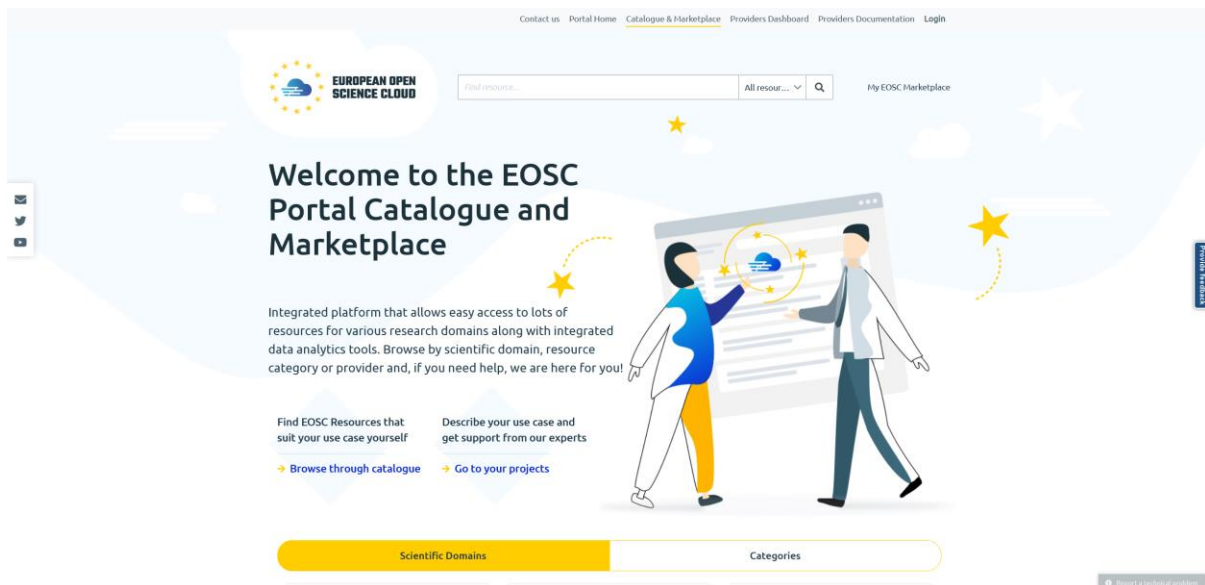 Contact us Portal Home Catalogue & Marketplace Providers Dashboard Providers Documentation Login
EUROPEAN OPEN
SCIENCE CLOUD
Find resource...
All resour...
My EOSC Marketplace
Welcome to the EOSC
Portal Catalogue and
Marketplace
Integrated platform that allows easy access to lots of
resources for various research domains along with integrated
data analytics tools. Browse by scientific domain, resource
category or provider and, if you need help, we are here for you!
Find EOSC Resources that
suit your use case yourself
→ Browse through catalogue
Describe your use case and
get support from our experts
→ Go to your projects
Provide feedback
Scientific Domains
Categories
Report a technical problem